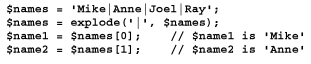 $names = 'Mike|Anne|Joel|Ray';
$names = explode('|', $names);
$name1 = $names[0];    // $name1 is 'Mike'
$name2 = $names[1];    // $name2 is 'Anne'